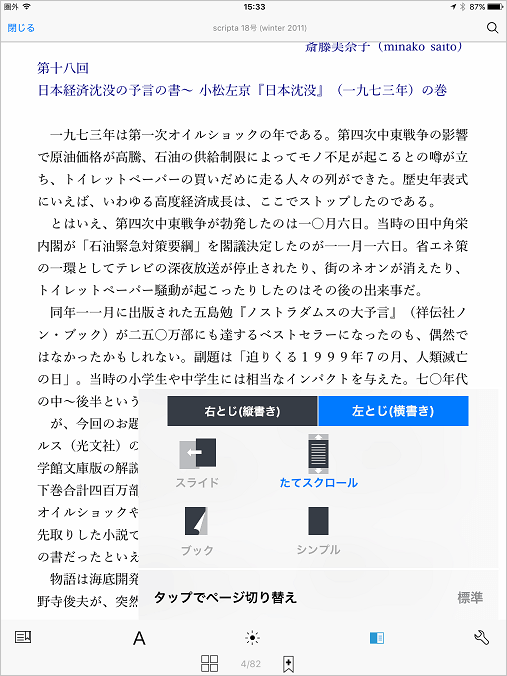 圏外
15:33
87%
閉じる
scripta 18号 (winter 2011)
斎藤美奈子（minako saito）
第十八回
日本経済沈没の予言の書〜 小松左京『日本沈没』（一九七三年）の巻
一九七三年は第一次オイルショックの年である。第四次中東戦争の影響
で原油価格が高騰、石油の供給制限によってモノ不足が起こるとの噂が立
ち、トイレットペーパーの買いだめに走る人々の列ができた。歴史年表式
にいえば、いわゆる高度経済成長は、ここでストップしたのである。
とはいえ、第四次中東戦争が勃発したのは一〇月六日。当時の田中角栄
内閣が「石油緊急対策要綱」を閣議決定したのが一一月一六日。省エネ策
の一環としてテレビの深夜放送が停止されたり、街のネオンが消えたり、
トイレットペーパー騒動が起こったりしたのはその後の出来事だ。
同年一一月に出版された五島勉『ノストラダムスの大予言』（祥伝社ノ
ン・ブック）が二五〇万部にも達するベストセラーになったのも、偶然で
はなかったかもしれない。副題は「迫りくる１９９９年７の月、人類滅亡
の日」。当時の小学生や中学生には相当なインパクトを与えた。七〇年代
の中〜後半という
が、今回のお題
ルス（光文社）の
学館文庫版の解説
下巻合計四百万部
オイルショックや
先取りした小説で
の書だったといえ
物語は海底開発
野寺俊夫が、突然
右とじ(縦書き)
左とじ(横書き)
スライド
たてスクロール
ブック
シンプル
タップでページ切り替え
標準
A
4/82